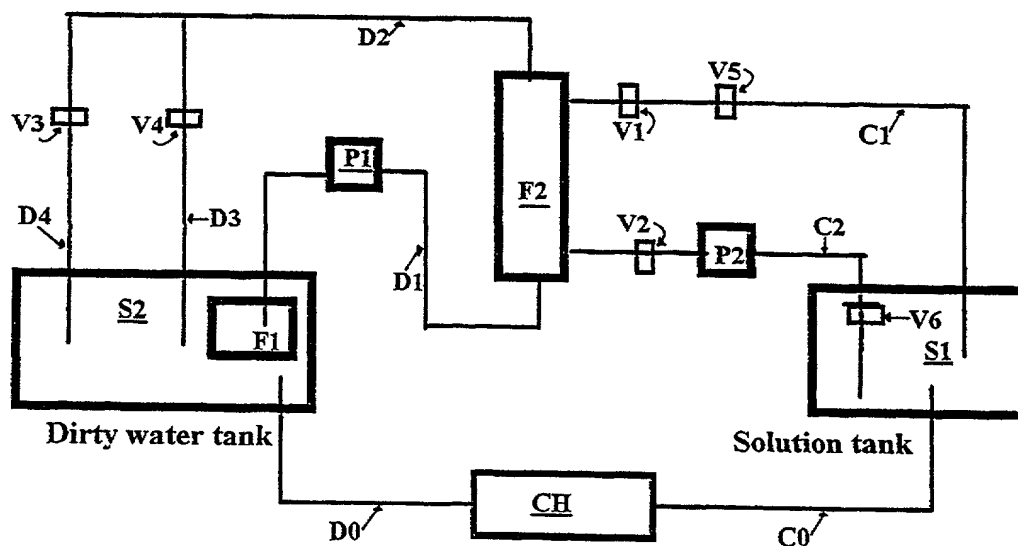 D2
V5
V3
V4
P1
V1
C1
F2
D4
D3
V2
C2
D1
P2
S2
V6
F1
S1
Dirty water tank
Solution tank
CH
D0
C0